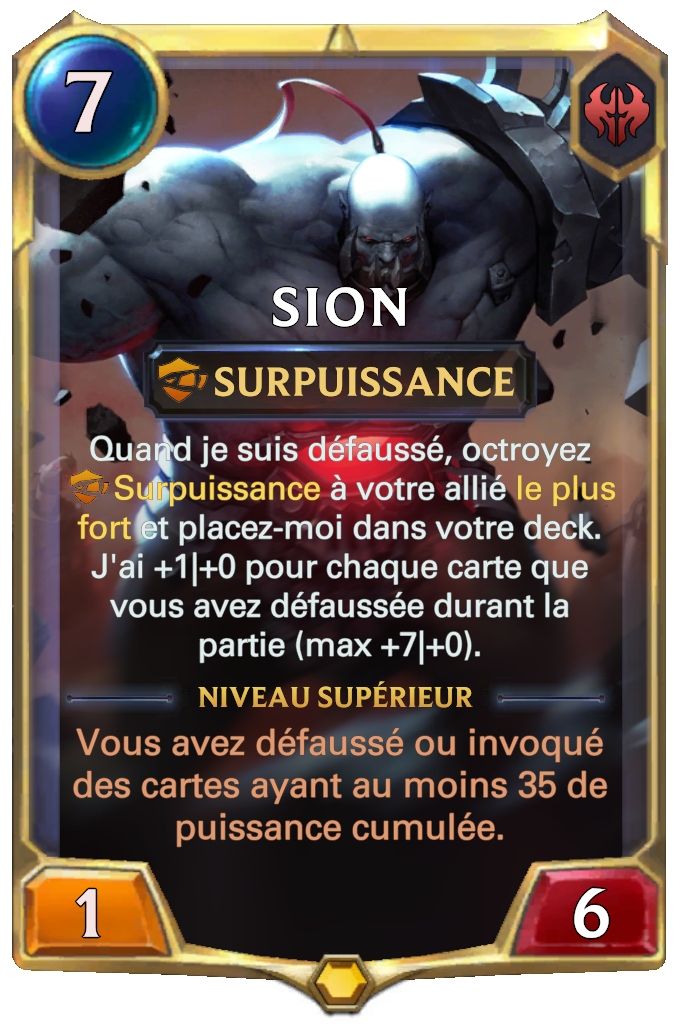 7
SION
SURPUISSANCE
Quand je suis défaussé, octroyez
Surpuissance à votre allié le plus
fort et placez-moi dans votre deck.
J'ai +1|+0 pour chaque carte que
vous avez défaussée durant la
partie (max +7|+0).
NIVEAU SUPÉRIEUR
Vous avez défaussé ou invoqué
des cartes ayant au moins 35 de
puissance cumulée.
1
6